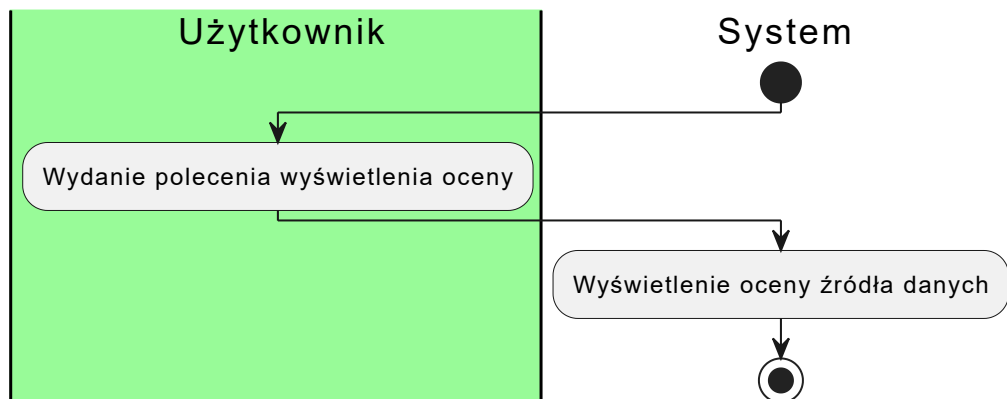 Użytkownik
System
Wydanie polecenia wyświetlenia oceny
Wyświetlenie oceny źródła danych